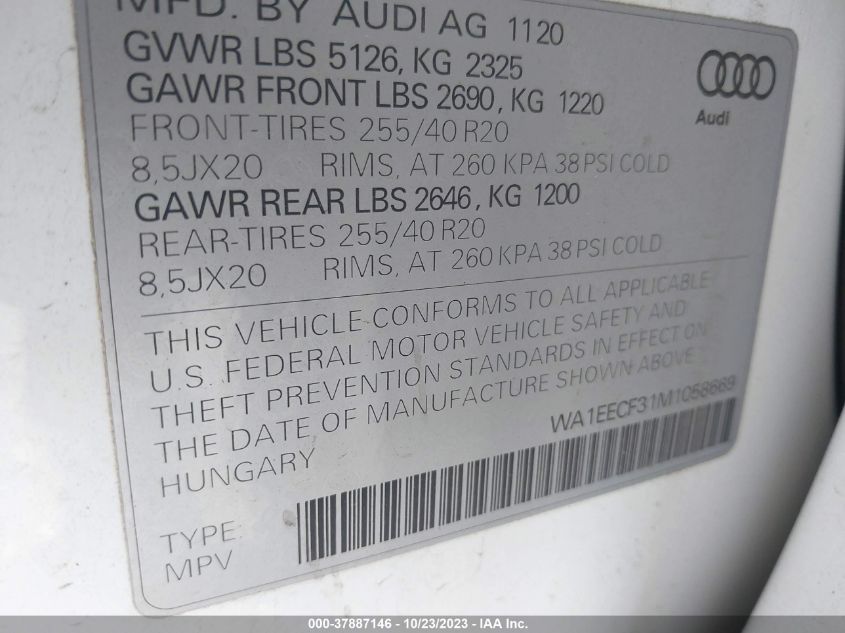 MFD. BY AUDI AG 1120
GVWR LBS 5126, KG 2325
GAWR FRONT LBS 2690, KG 1220
FRONT-TIRES 255/40 R20
8,5JX20 RIMS, AT 260 KPA 38 PSI COLD
GAWR REAR LBS 2646, KG 1200
REAR-TIRES 255/40 R20
8,5JX20 RIMS, AT 260 KPA 38 PSI COLD
Audi
THIS VEHICLE CONFORMS TO ALL APPLICABLE
U.S. FEDERAL MOTOR VEHICLE SAFETY AND
THEFT PREVENTION STANDARDS IN EFFECT ON
THE DATE OF MANUFACTURE SHOWN ABOVE
HUNGARY
WA1EECF31M1058669
TYPE:
MPV
000-37887146 - 10/23/2023 - IAA Inc.